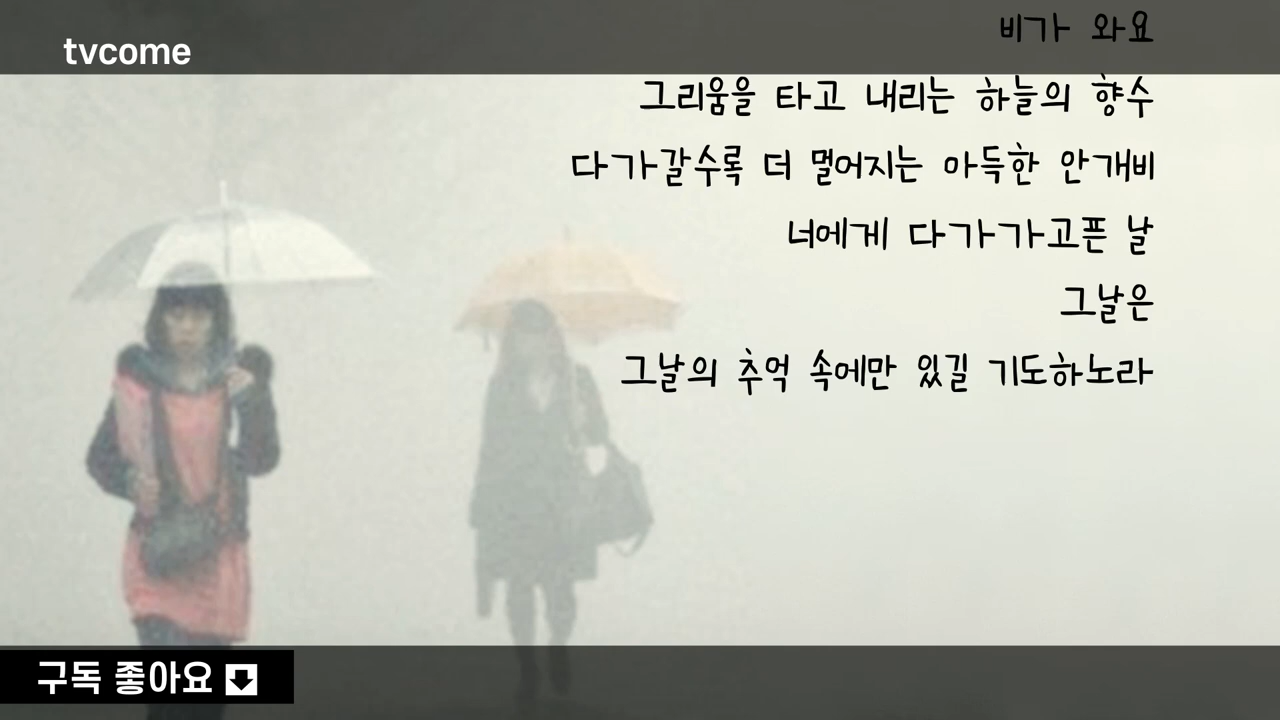 tvcome
비가 와요
그리움을 타고 내리는 하늘의 향수
다가갈수록 더 멀어지는 아득한 안개비
너에게 다가가고픈 날
그날은
그날의 추억 속에만 있길 기도하노라
구독 좋아요